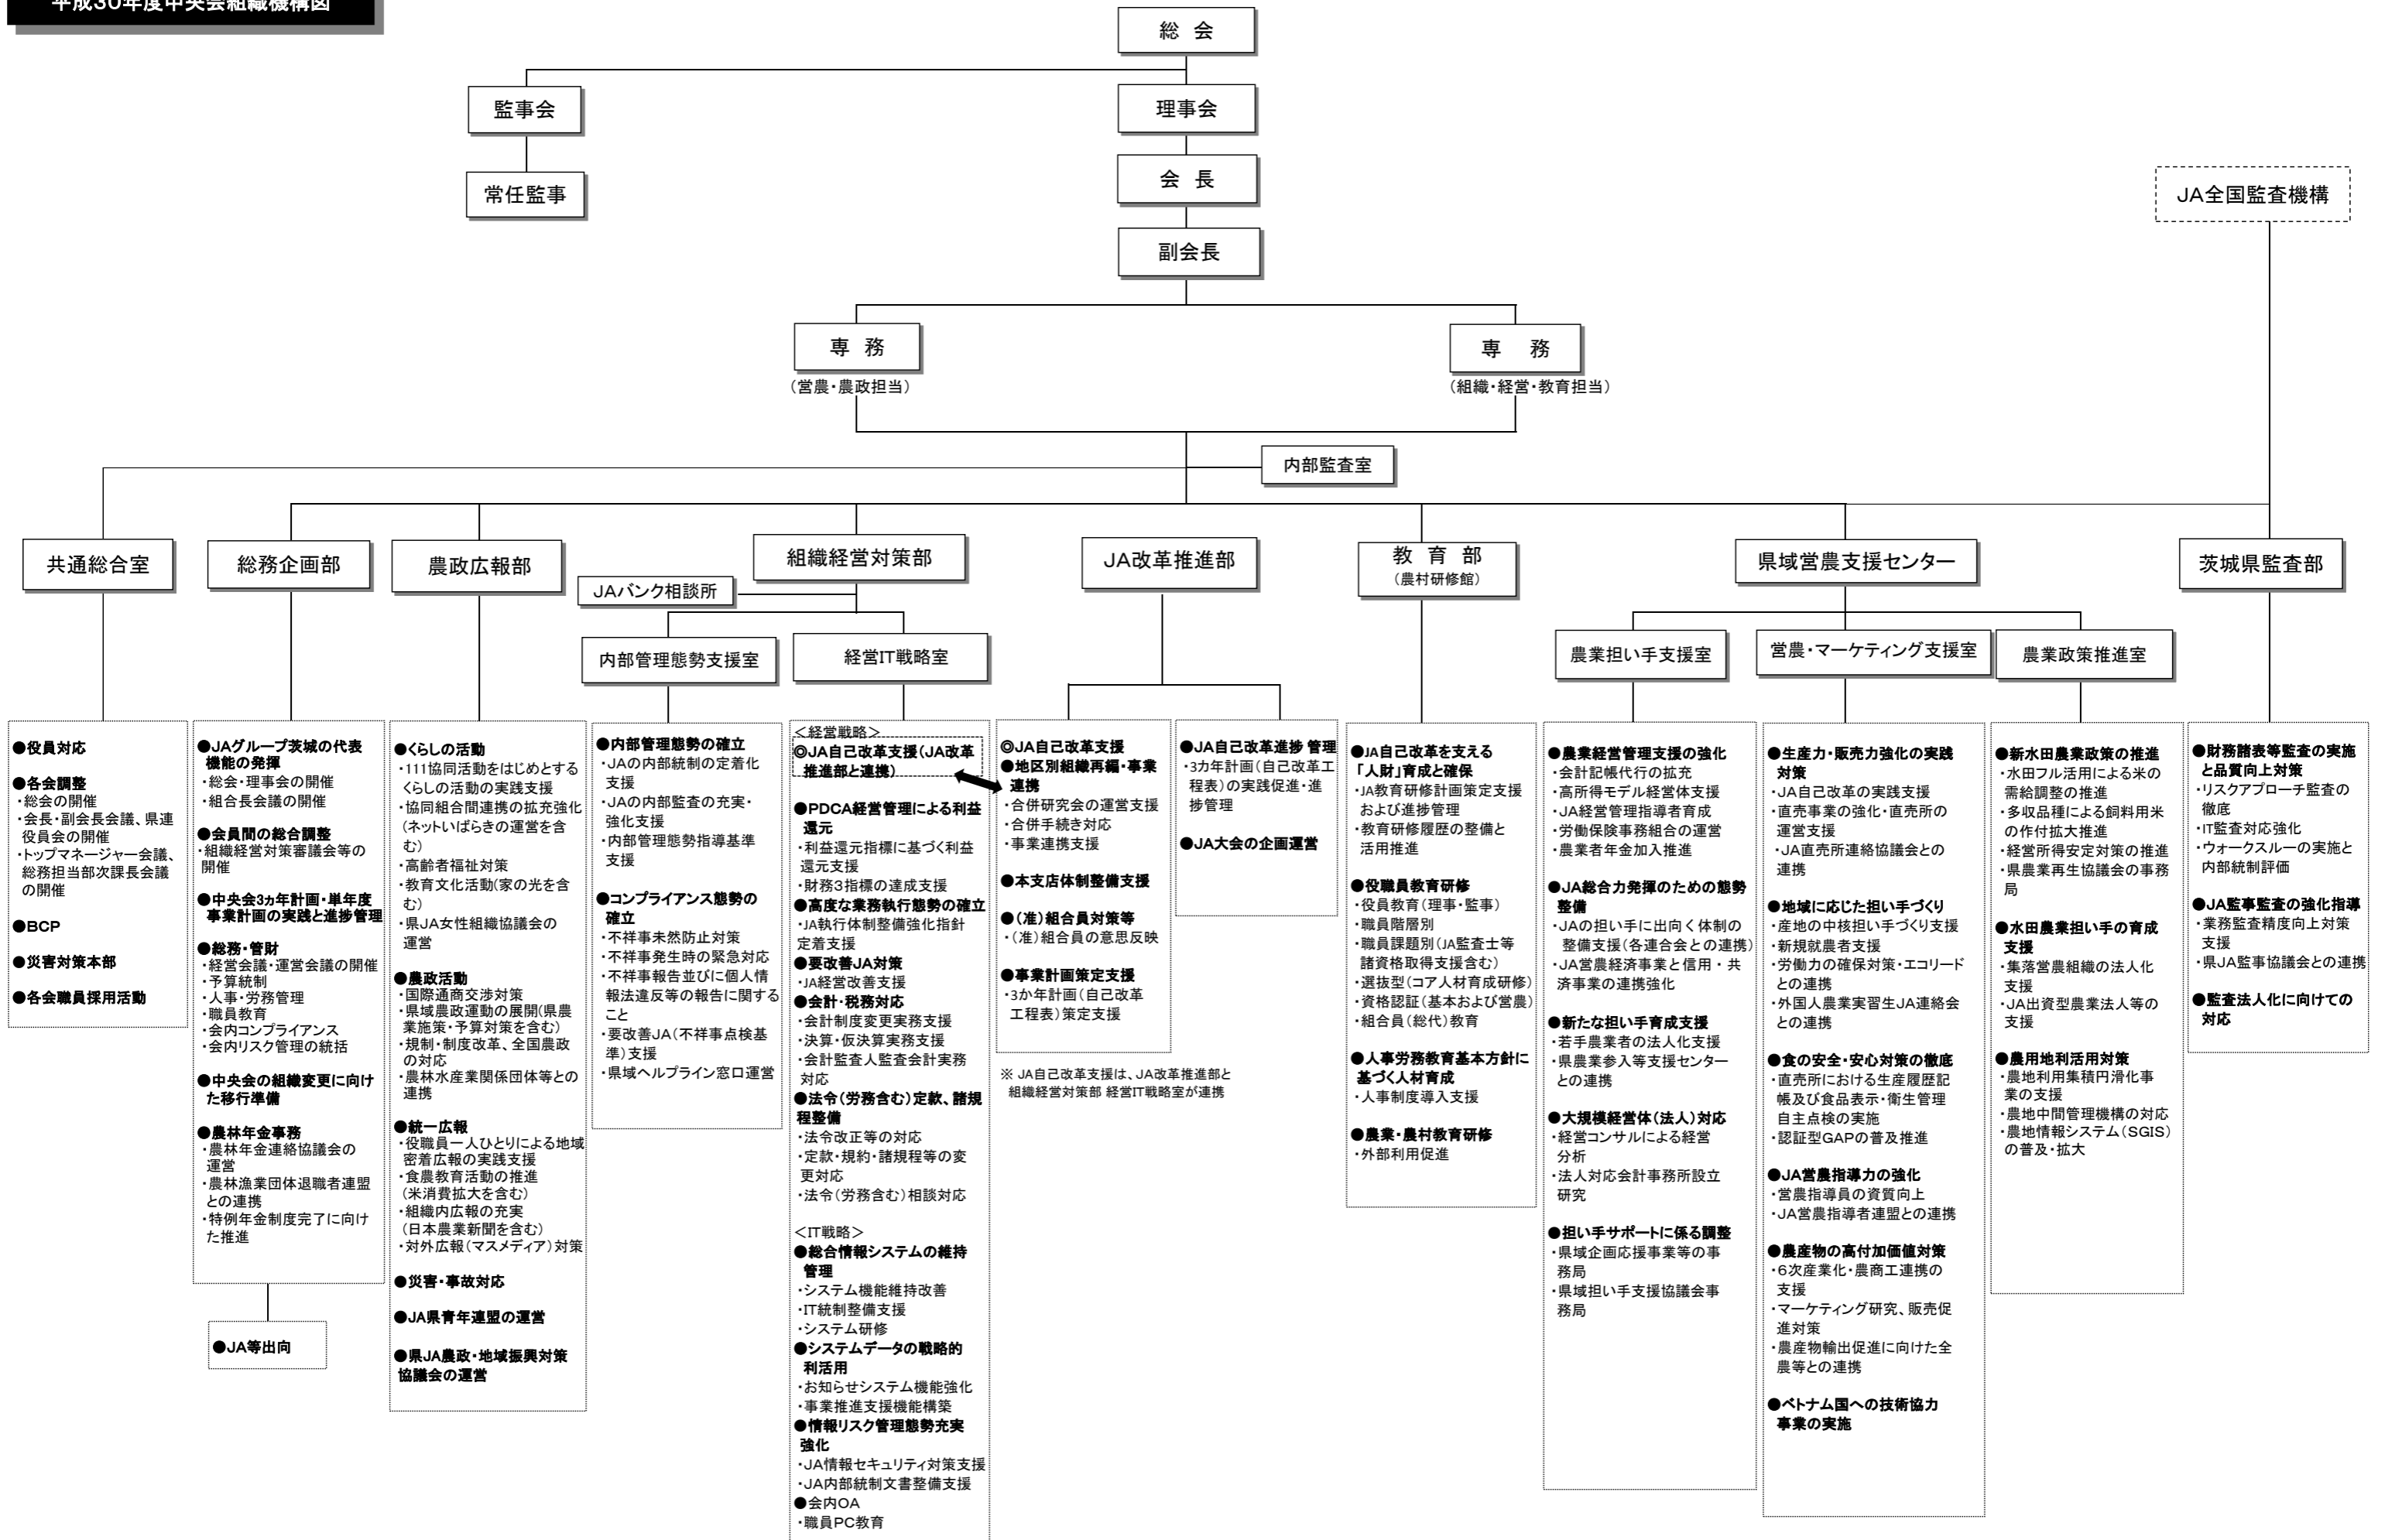 平成30年度中央会組織機構図
総 会
監事会
理事会
常任監事
会 長
JA全国監査機構
副会長
専 務
(営農・農政担当)
専 務
(組織・経営・教育担当)
内部監査室
共通総合室
総務企画部
農政広報部
組織経営対策部
JA改革推進部
教 育 部
(農村研修館)
県域営農支援センター
茨城県監査部
JAバンク相談所
内部管理態勢支援室
経営IT戦略室
農業担い手支援室
営農・マーケティング支援室
農業政策推進室
●役員対応
●各会調整
・総会の開催
・会長・副会長会議、県連
役員会の開催
・トップマネージャー会議、
総務担当部次課長会議
の開催
●BCP
●災害対策本部
●各会職員採用活動
●JAグループ茨城の代表
機能の発揮
・総会・理事会の開催
・組合長会議の開催
●会員間の総合調整
・組織経営対策審議会等の
開催
●中央会3ヵ年計画・単年度
事業計画の実践と進捗管理
●総務・管財
・経営会議・運営会議の開催
・予算統制
・人事・労務管理
・職員教育
・会内コンプライアンス
・会内リスク管理の統括
●中央会の組織変更に向け
た移行準備
●農林年金事務
・農林年金連絡協議会の
運営
・農林漁業団体退職者連盟
との連携
・特例年金制度完了に向け
た推進
●JA等出向
●くらしの活動
・111協同活動をはじめとする
くらしの活動の実践支援
・協同組合間連携の拡充強化
(ネットいばらきの運営を含
む)
・高齢者福祉対策
・教育文化活動(家の光を含
む)
・県JA女性組織協議会の
運営
●農政活動
・国際通商交渉対策
・県域農政運動の展開(県農
業施策・予算対策を含む)
・規制・制度改革、全国農政
の対応
・農林水産業関係団体等との
連携
●統一広報
・役職員一人ひとりによる地域
密着広報の実践支援
・食農教育活動の推進
(米消費拡大を含む)
・組織内広報の充実
(日本農業新聞を含む)
・対外広報(マスメディア)対策
●災害・事故対応
●JA県青年連盟の運営
●県JA農政・地域振興対策
協議会の運営
●内部管理態勢の確立
・JAの内部統制の定着化
支援
・JAの内部監査の充実・
強化支援
・内部管理態勢指導基準
支援
●コンプライアンス態勢の
確立
・不祥事未然防止対策
・不祥事発生時の緊急対応
・不祥事報告並びに個人情
報法違反等の報告に関する
こと
・要改善JA(不祥事点検基
準)支援
・県域ヘルプライン窓口運営
<経営戦略>
◎JA自己改革支援(JA改革
推進部と連携)
●PDCA経営管理による利益
還元
・利益還元指標に基づく利益
還元支援
・財務3指標の達成支援
●高度な業務執行態勢の確立
・JA執行体制整備強化指針
定着支援
●要改善JA対策
・JA経営改善支援
●会計・税務対応
・会計制度変更実務支援
・決算・仮決算実務支援
・会計監査人監査会計実務
対応
●法令(労務含む)定款、諸規
程整備
・法令改正等の対応
・定款・規約・諸規程等の変
更対応
・法令(労務含む)相談対応
<IT戦略>
●総合情報システムの維持
管理
・システム機能維持改善
・IT統制整備支援
・システム研修
●システムデータの戦略的
利活用
・お知らせシステム機能強化
・事業推進支援機能構築
●情報リスク管理態勢充実
強化
・JA情報セキュリティ対策支援
・JA内部統制文書整備支援
●会内OA
・職員PC教育
◎JA自己改革支援
●地区別組織再編・事業
連携
・合併研究会の運営支援
・合併手続き対応
・事業連携支援
●本支店体制整備支援
●(准)組合員対策等
・(准)組合員の意思反映
●事業計画策定支援
・3か年計画(自己改革
工程表)策定支援
※ JA自己改革支援は、JA改革推進部と
組織経営対策部 経営IT戦略室が連携
●JA自己改革進捗 管理
・3カ年計画(自己改革工
程表)の実践促進・進
捗管理
●JA大会の企画運営
●JA自己改革を支える
「人財」育成と確保
・JA教育研修計画策定支援
および進捗管理
・教育研修履歴の整備と
活用推進
●役職員教育研修
・役員教育(理事・監事)
・職員階層別
・職員課題別(JA監査士等
諸資格取得支援含む)
・選抜型(コア人材育成研修)
・資格認証(基本および営農)
・組合員(総代)教育
●人事労務教育基本方針に
基づく人材育成
・人事制度導入支援
●農業・農村教育研修
・外部利用促進
●農業経営管理支援の強化
・会計記帳代行の拡充
・高所得モデル経営体支援
・JA経営管理指導者育成
・労働保険事務組合の運営
・農業者年金加入推進
●JA総合力発揮のための態勢
整備
・JAの担い手に出向く体制の
整備支援(各連合会との連携)
・JA営農経済事業と信用・共
済事業の連携強化
●新たな担い手育成支援
・若手農業者の法人化支援
・県農業参入等支援センター
との連携
●大規模経営体(法人)対応
・経営コンサルによる経営
分析
・法人対応会計事務所設立
研究
●担い手サポートに係る調整
・県域企画応援事業等の事
務局
・県域担い手支援協議会事
務局
●生産力・販売力強化の実践
対策
・JA自己改革の実践支援
・直売事業の強化・直売所の
運営支援
・JA直売所連絡協議会との
連携
●地域に応じた担い手づくり
・産地の中核担い手づくり支援
・新規就農者支援
・労働力の確保対策・エコリード
との連携
・外国人農業実習生JA連絡会
との連携
●食の安全・安心対策の徹底
・直売所における生産履歴記
帳及び食品表示・衛生管理
自主点検の実施
・認証型GAPの普及推進
●JA営農指導力の強化
・営農指導員の資質向上
・JA営農指導者連盟との連携
●農産物の高付加価値対策
・6次産業化・農商工連携の
支援
・マーケティング研究、販売促
進対策
・農産物輸出促進に向けた全
農等との連携
●ベトナム国への技術協力
事業の実施
●新水田農業政策の推進
・水田フル活用による米の
需給調整の推進
・多収品種による飼料用米
の作付拡大推進
・経営所得安定対策の推進
・県農業再生協議会の事務
局
●水田農業担い手の育成
支援
・集落営農組織の法人化
支援
・JA出資型農業法人等の
支援
●農用地利活用対策
・農地利用集積円滑化事
業の支援
・農地中間管理機構の対応
・農地情報システム(SGIS)
の普及・拡大
●財務諸表等監査の実施
と品質向上対策
・リスクアプローチ監査の
徹底
・IT監査対応強化
・ウォークスルーの実施と
内部統制評価
●JA監事監査の強化指導
・業務監査精度向上対策
支援
・県JA監事協議会との連携
●監査法人化に向けての
対応